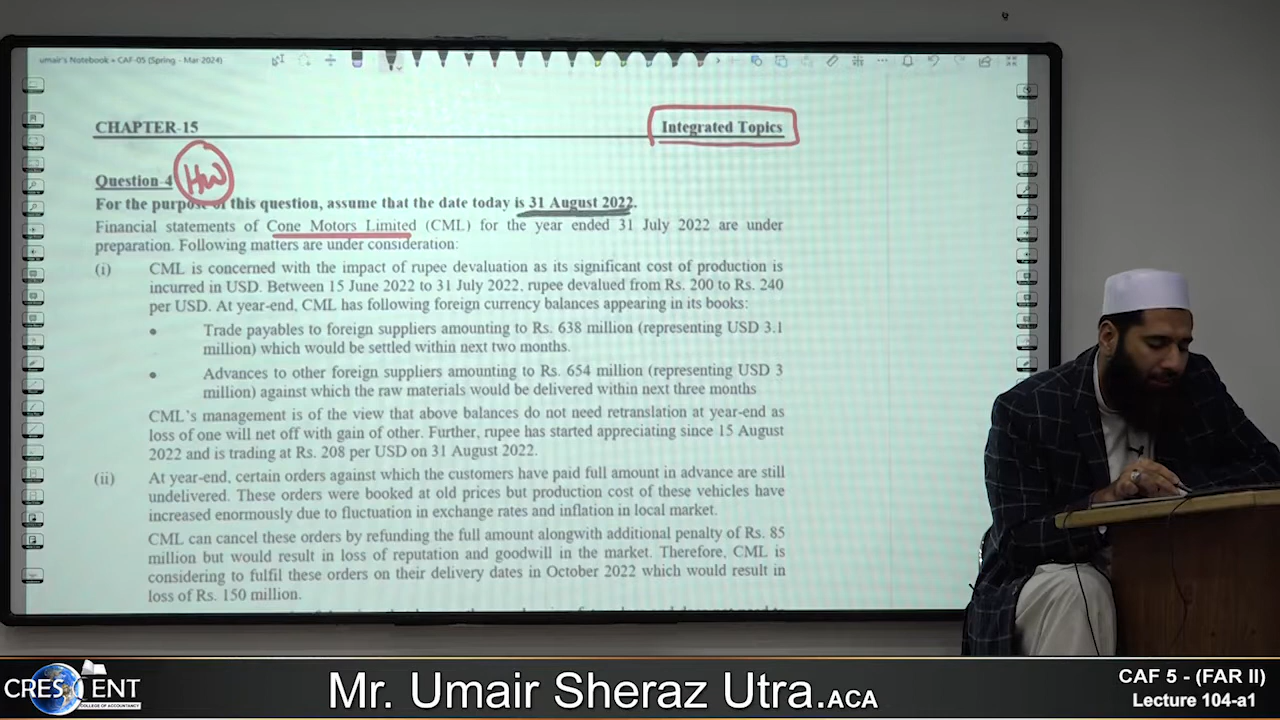 umair's Notebook • CAF-05 (Spring - Mar 2024)
CHAPTER-15
Integrated Topics
Question-4
HW
For the purpose of this question, assume that the date today is 31 August 2022.
Financial statements of Cone Motors Limited (CML) for the year ended 31 July 2022 are under
preparation. Following matters are under consideration:
(i) CML is concerned with the impact of rupee devaluation as its significant cost of production is
incurred in USD. Between 15 June 2022 to 31 July 2022, rupee devalued from Rs. 200 to Rs. 240
per USD. At year-end, CML has following foreign currency balances appearing in its books:
• Trade payables to foreign suppliers amounting to Rs. 638 million (representing USD 3.1
million) which would be settled within next two months.
• Advances to other foreign suppliers amounting to Rs. 654 million (representing USD 3
million) against which the raw materials would be delivered within next three months
CML's management is of the view that above balances do not need retranslation at year-end as
loss of one will net off with gain of other. Further, rupee has started appreciating since 15 August
2022 and is trading at Rs. 208 per USD on 31 August 2022.
(ii) At year-end, certain orders against which the customers have paid full amount in advance are still
undelivered. These orders were booked at old prices but production cost of these vehicles have
increased enormously due to fluctuation in exchange rates and inflation in local market.
CML can cancel these orders by refunding the full amount alongwith additional penalty of Rs. 85
million but would result in loss of reputation and goodwill in the market. Therefore, CML is
considering to fulfil these orders on their delivery dates in October 2022 which would result in
loss of Rs. 150 million.
CRESCENT
COLLEGE OF ACCOUNTANCY
Mr. Umair Sheraz Utra.ACA
CAF 5 - (FAR II)
Lecture 104-a1